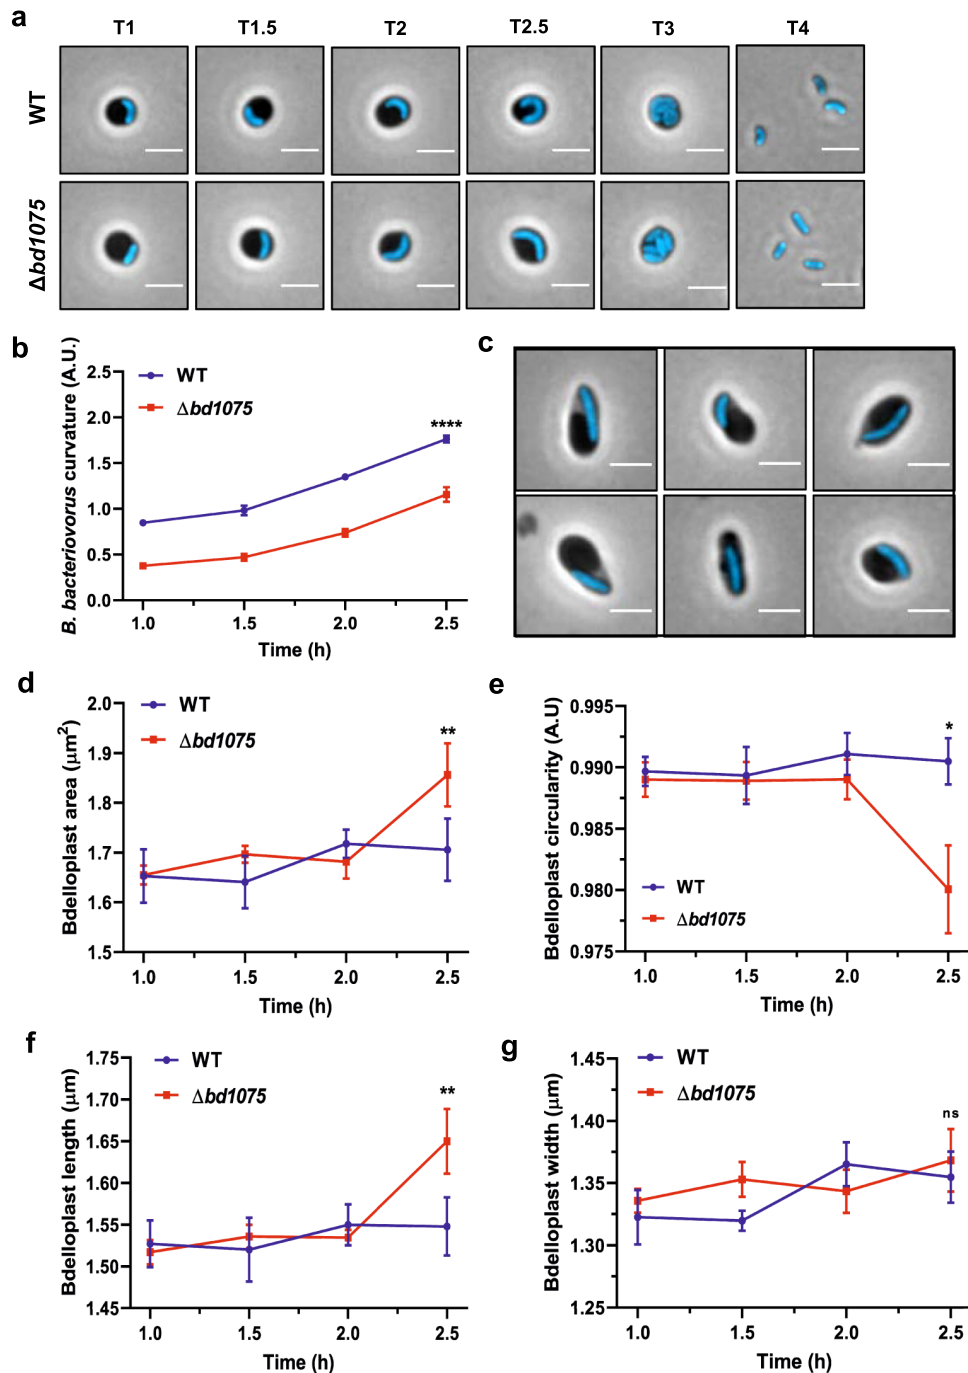 a
T1 T1.5 T2 T2.5 T3 T4
WT
Δbd1075
b
B. bacteriovorus curvature (A.U.)
2.5
2.0
1.5
1.0
0.5
0.0
WT
Δbd1075
****
1.0 1.5 2.0 2.5
Time (h)
c
d
Bdelloplast area (μm²)
2.0
1.9
1.8
1.7
1.6
1.5
WT
Δbd1075
**
1.0 1.5 2.0 2.5
Time (h)
e
Bdelloplast circularity (A.U)
0.995
0.990
0.985
0.980
0.975
*
WT
Δbd1075
1.0 1.5 2.0 2.5
Time (h)
f
Bdelloplast length (μm)
1.75
1.70
1.65
1.60
1.55
1.50
1.45
WT
Δbd1075
**
1.0 1.5 2.0 2.5
Time (h)
g
Bdelloplast width (μm)
1.45
1.40
1.35
1.30
1.25
WT
Δbd1075
ns
1.0 1.5 2.0 2.5
Time (h)